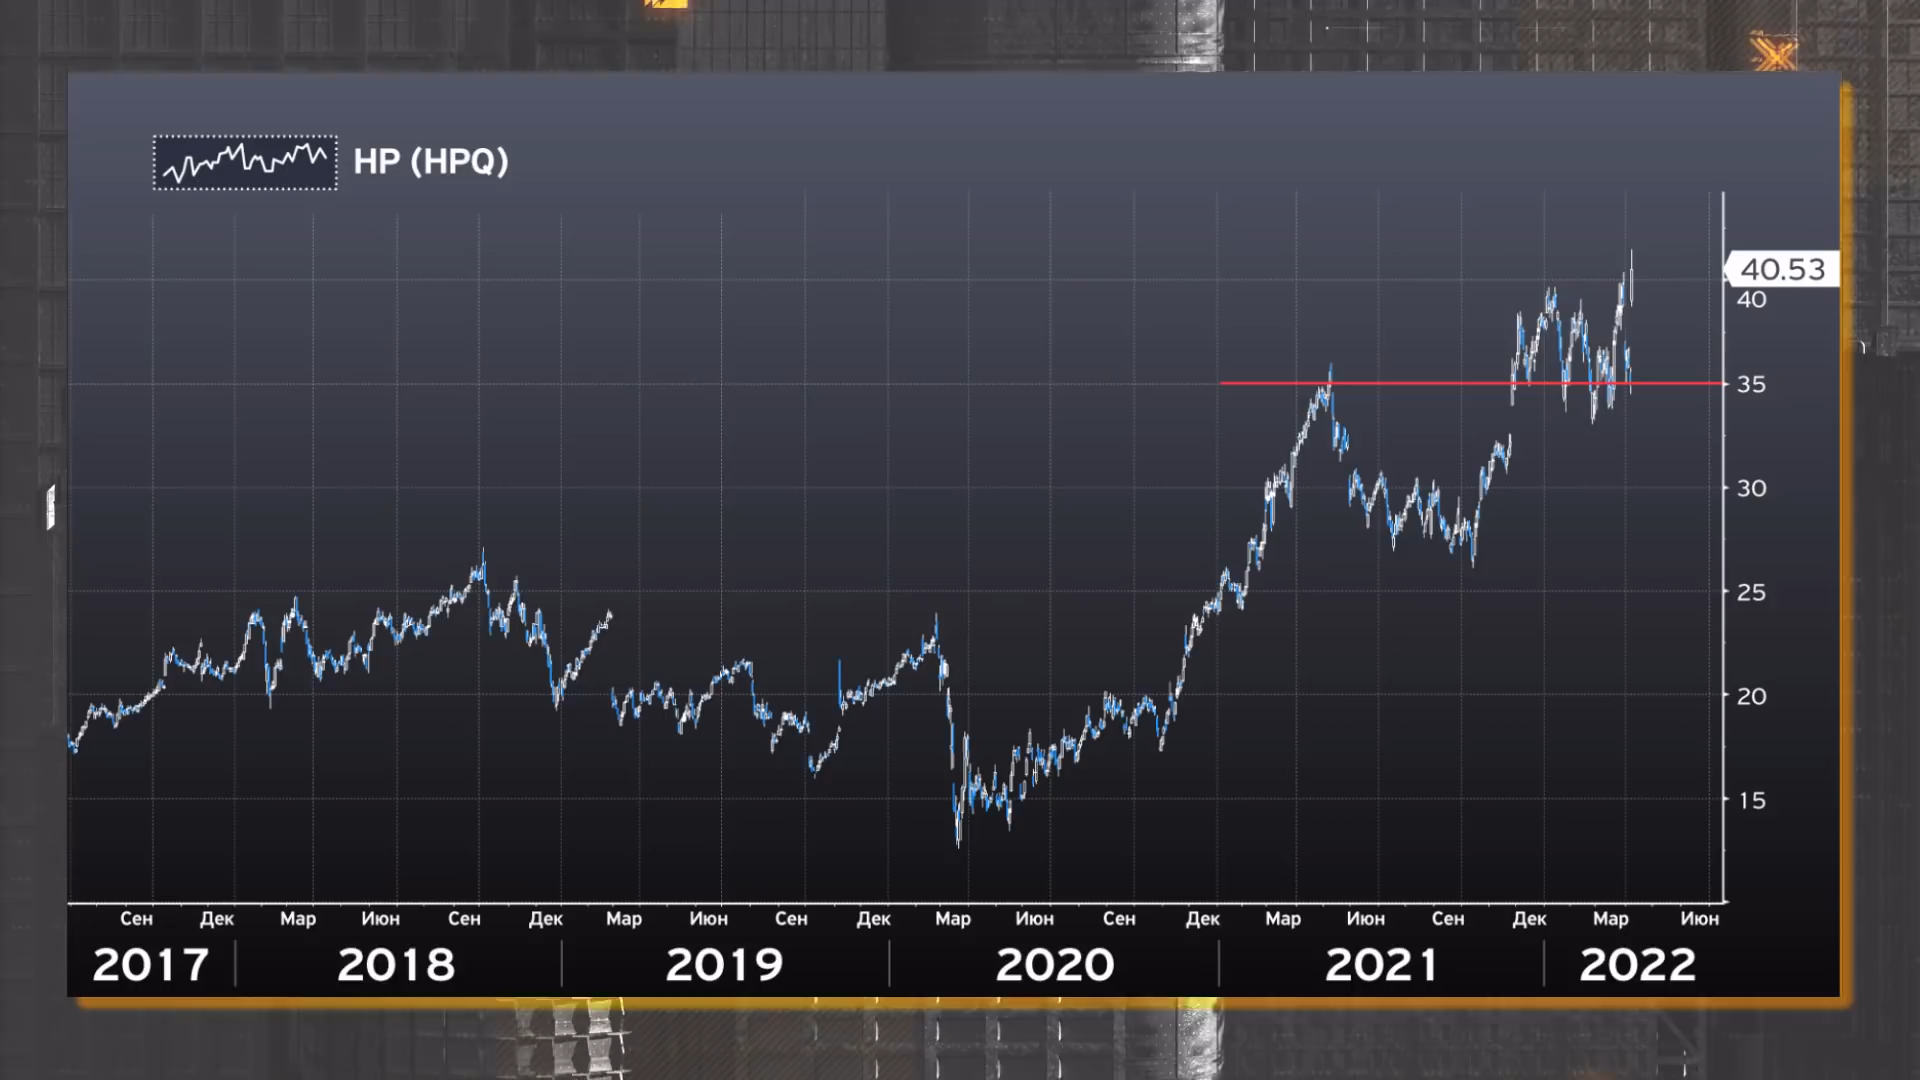 HP (HPQ)
40.53
40
35
30
25
20
15
Сен Дек Мар Июн Сен Дек Мар Июн Сен Дек Мар Июн Сен Дек Мар Июн Сен Дек Мар Июн
2017 2018 2019 2020 2021 2022